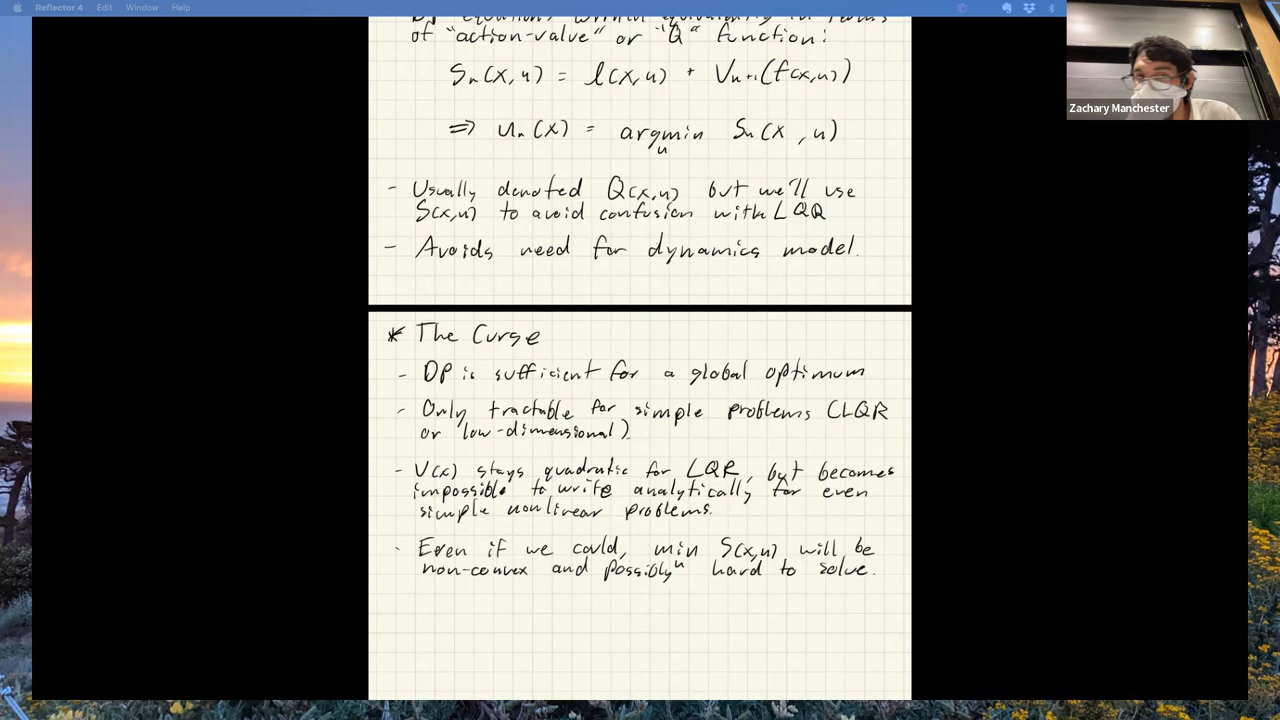 Reflector 4 Edit Window Help
Zachary Manchester
of "action-value" or "Q" function:
Sₙ(x,u) = l(x,u) + Vₙ₊₁(f(x,u))
⇒ uₙ(x) = argmin Sₙ(x,u)
u
- Usually denoted Q(x,u) but we'll use
S(x,u) to avoid confusion with LQR
- Avoids need for dynamics model.
* The Curse
- DP is sufficient for a global optimum
- Only tractable for simple problems (LQR
or low-dimensional).
- V(x) stays quadratic for LQR, but becomes
impossible to write analytically for even
simple nonlinear problems.
- Even if we could, min S(x,u) will be
u
non-convex and possibly hard to solve.